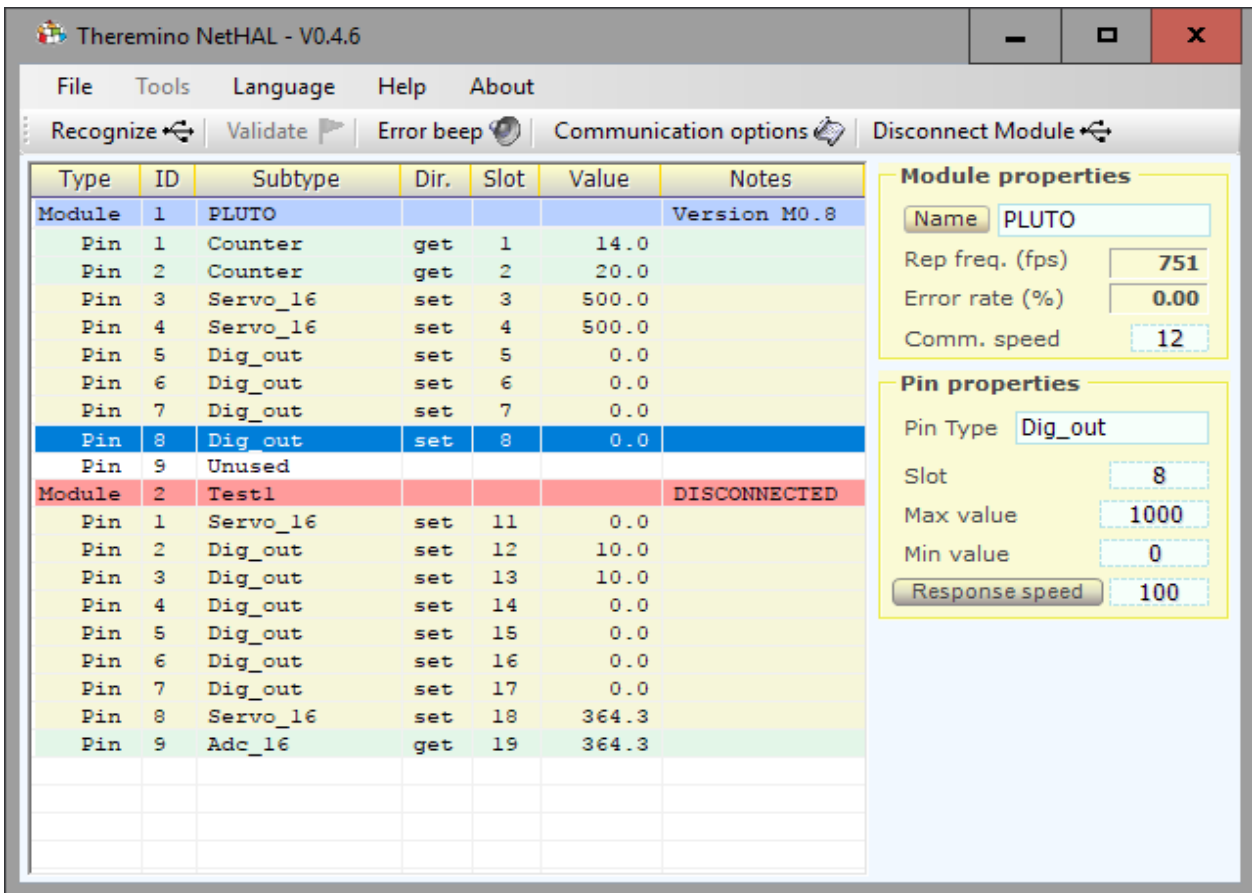 Theremino NetHAL - V0.4.6
File Tools Language Help About
Recognize Validate Error beep Communication options Disconnect Module
Type ID Subtype Dir. Slot Value Notes
Module 1 PLUTO Version M0.8
Pin 1 Counter get 1 14.0
Pin 2 Counter get 2 20.0
Pin 3 Servo_16 set 3 500.0
Pin 4 Servo_16 set 4 500.0
Pin 5 Dig_out set 5 0.0
Pin 6 Dig_out set 6 0.0
Pin 7 Dig_out set 7 0.0
Pin 8 Dig_out set 8 0.0
Pin 9 Unused
Module 2 Test1 DISCONNECTED
Pin 1 Servo_16 set 11 0.0
Pin 2 Dig_out set 12 10.0
Pin 3 Dig_out set 13 10.0
Pin 4 Dig_out set 14 0.0
Pin 5 Dig_out set 15 0.0
Pin 6 Dig_out set 16 0.0
Pin 7 Dig_out set 17 0.0
Pin 8 Servo_16 set 18 364.3
Pin 9 Adc_16 get 19 364.3
Module properties
Name PLUTO
Rep freq. (fps) 751
Error rate (%) 0.00
Comm. speed 12
Pin properties
Pin Type Dig_out
Slot 8
Max value 1000
Min value 0
Response speed 100